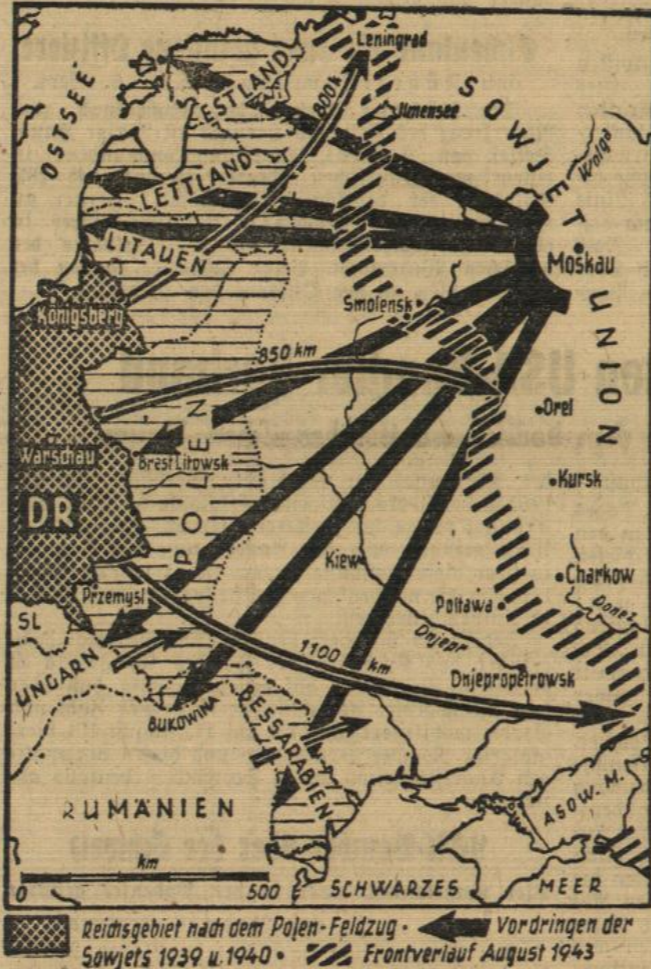 Leningrad
OSTSEE
ESTLAND
800 k
Ilmensee
SOWJET UNION
Wolga
LETTLAND
LITAUEN
Moskau
Königsberg
Smolensk
850 km
Orel
Warschau
Brest Litowsk
POLEN
Kursk
DR
Kiew
Charkow
Przemysl
Poltawa
Donez
SL
Dnjepr
UNGARN
1100 km
Dnjepropetrowsk
BUKOWINA
BESSARABIEN
ASOW. M.
RUMÄNIEN
km
0 500
SCHWARZES MEER
Reichsgebiet nach dem Polen-Feldzug · Vordringen der
Sowjets 1939 u. 1940 · Frontverlauf August 1943